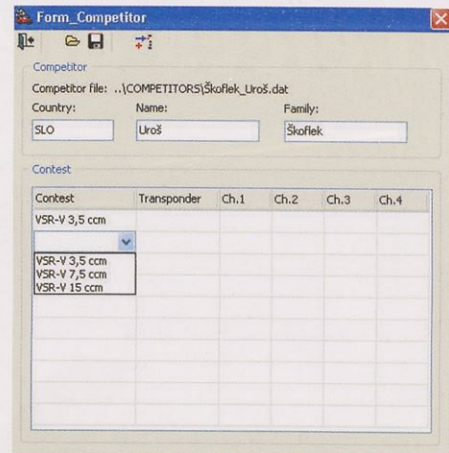 Form_Competitor
Competitor
Competitor file: ..\COMPETITORS\Škoflek_Uroš.dat
Country: Name: Family:
SLO Uroš Škoflek
Contest
Contest Transponder Ch.1 Ch.2 Ch.3 Ch.4
VSR-V 3,5 ccm
VSR-V 3,5 ccm
VSR-V 7,5 ccm
VSR-V 15 ccm